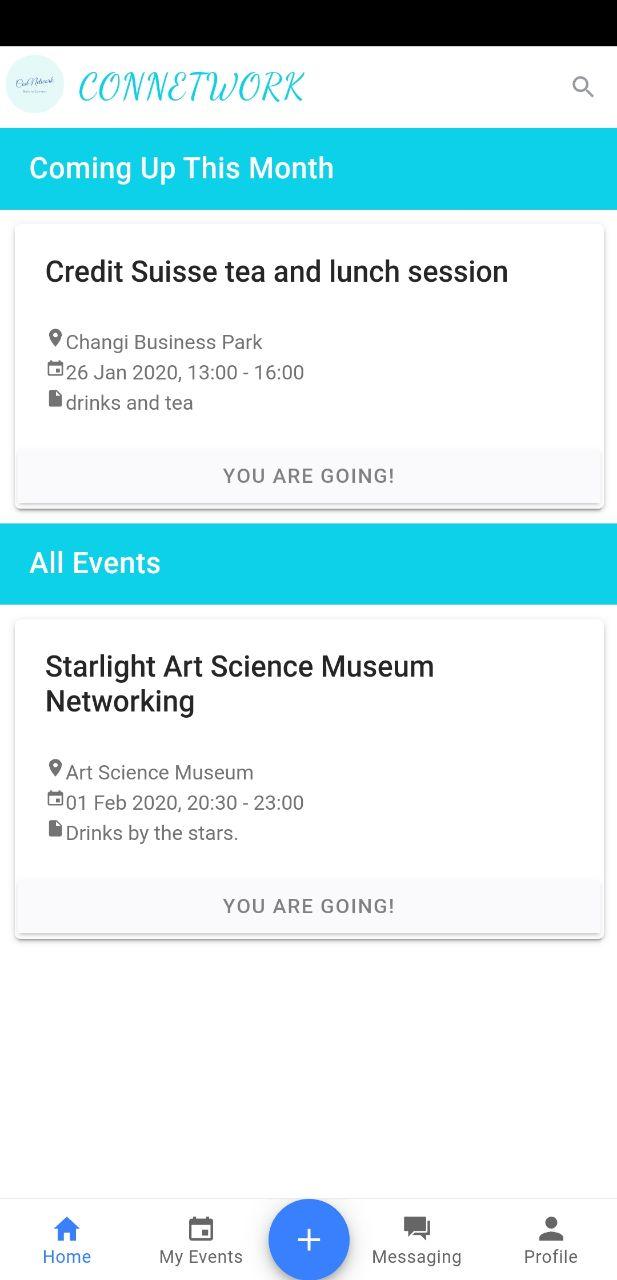 ConNetwork
CONNETWORK
Coming Up This Month
Credit Suisse tea and lunch session
Changi Business Park
26 Jan 2020, 13:00 - 16:00
drinks and tea
YOU ARE GOING!
All Events
Starlight Art Science Museum
Networking
Art Science Museum
01 Feb 2020, 20:30 - 23:00
Drinks by the stars.
YOU ARE GOING!
Home
My Events
Messaging
Profile